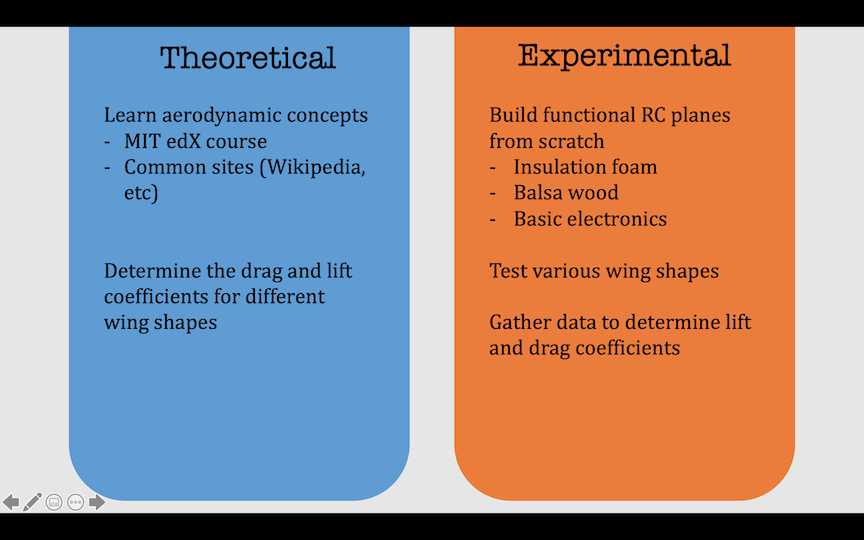 Theoretical
Learn aerodynamic concepts
- MIT edX course
- Common sites (Wikipedia,
etc)
Determine the drag and lift
coefficients for different
wing shapes
Experimental
Build functional RC planes
from scratch
- Insulation foam
- Balsa wood
- Basic electronics
Test various wing shapes
Gather data to determine lift
and drag coefficients